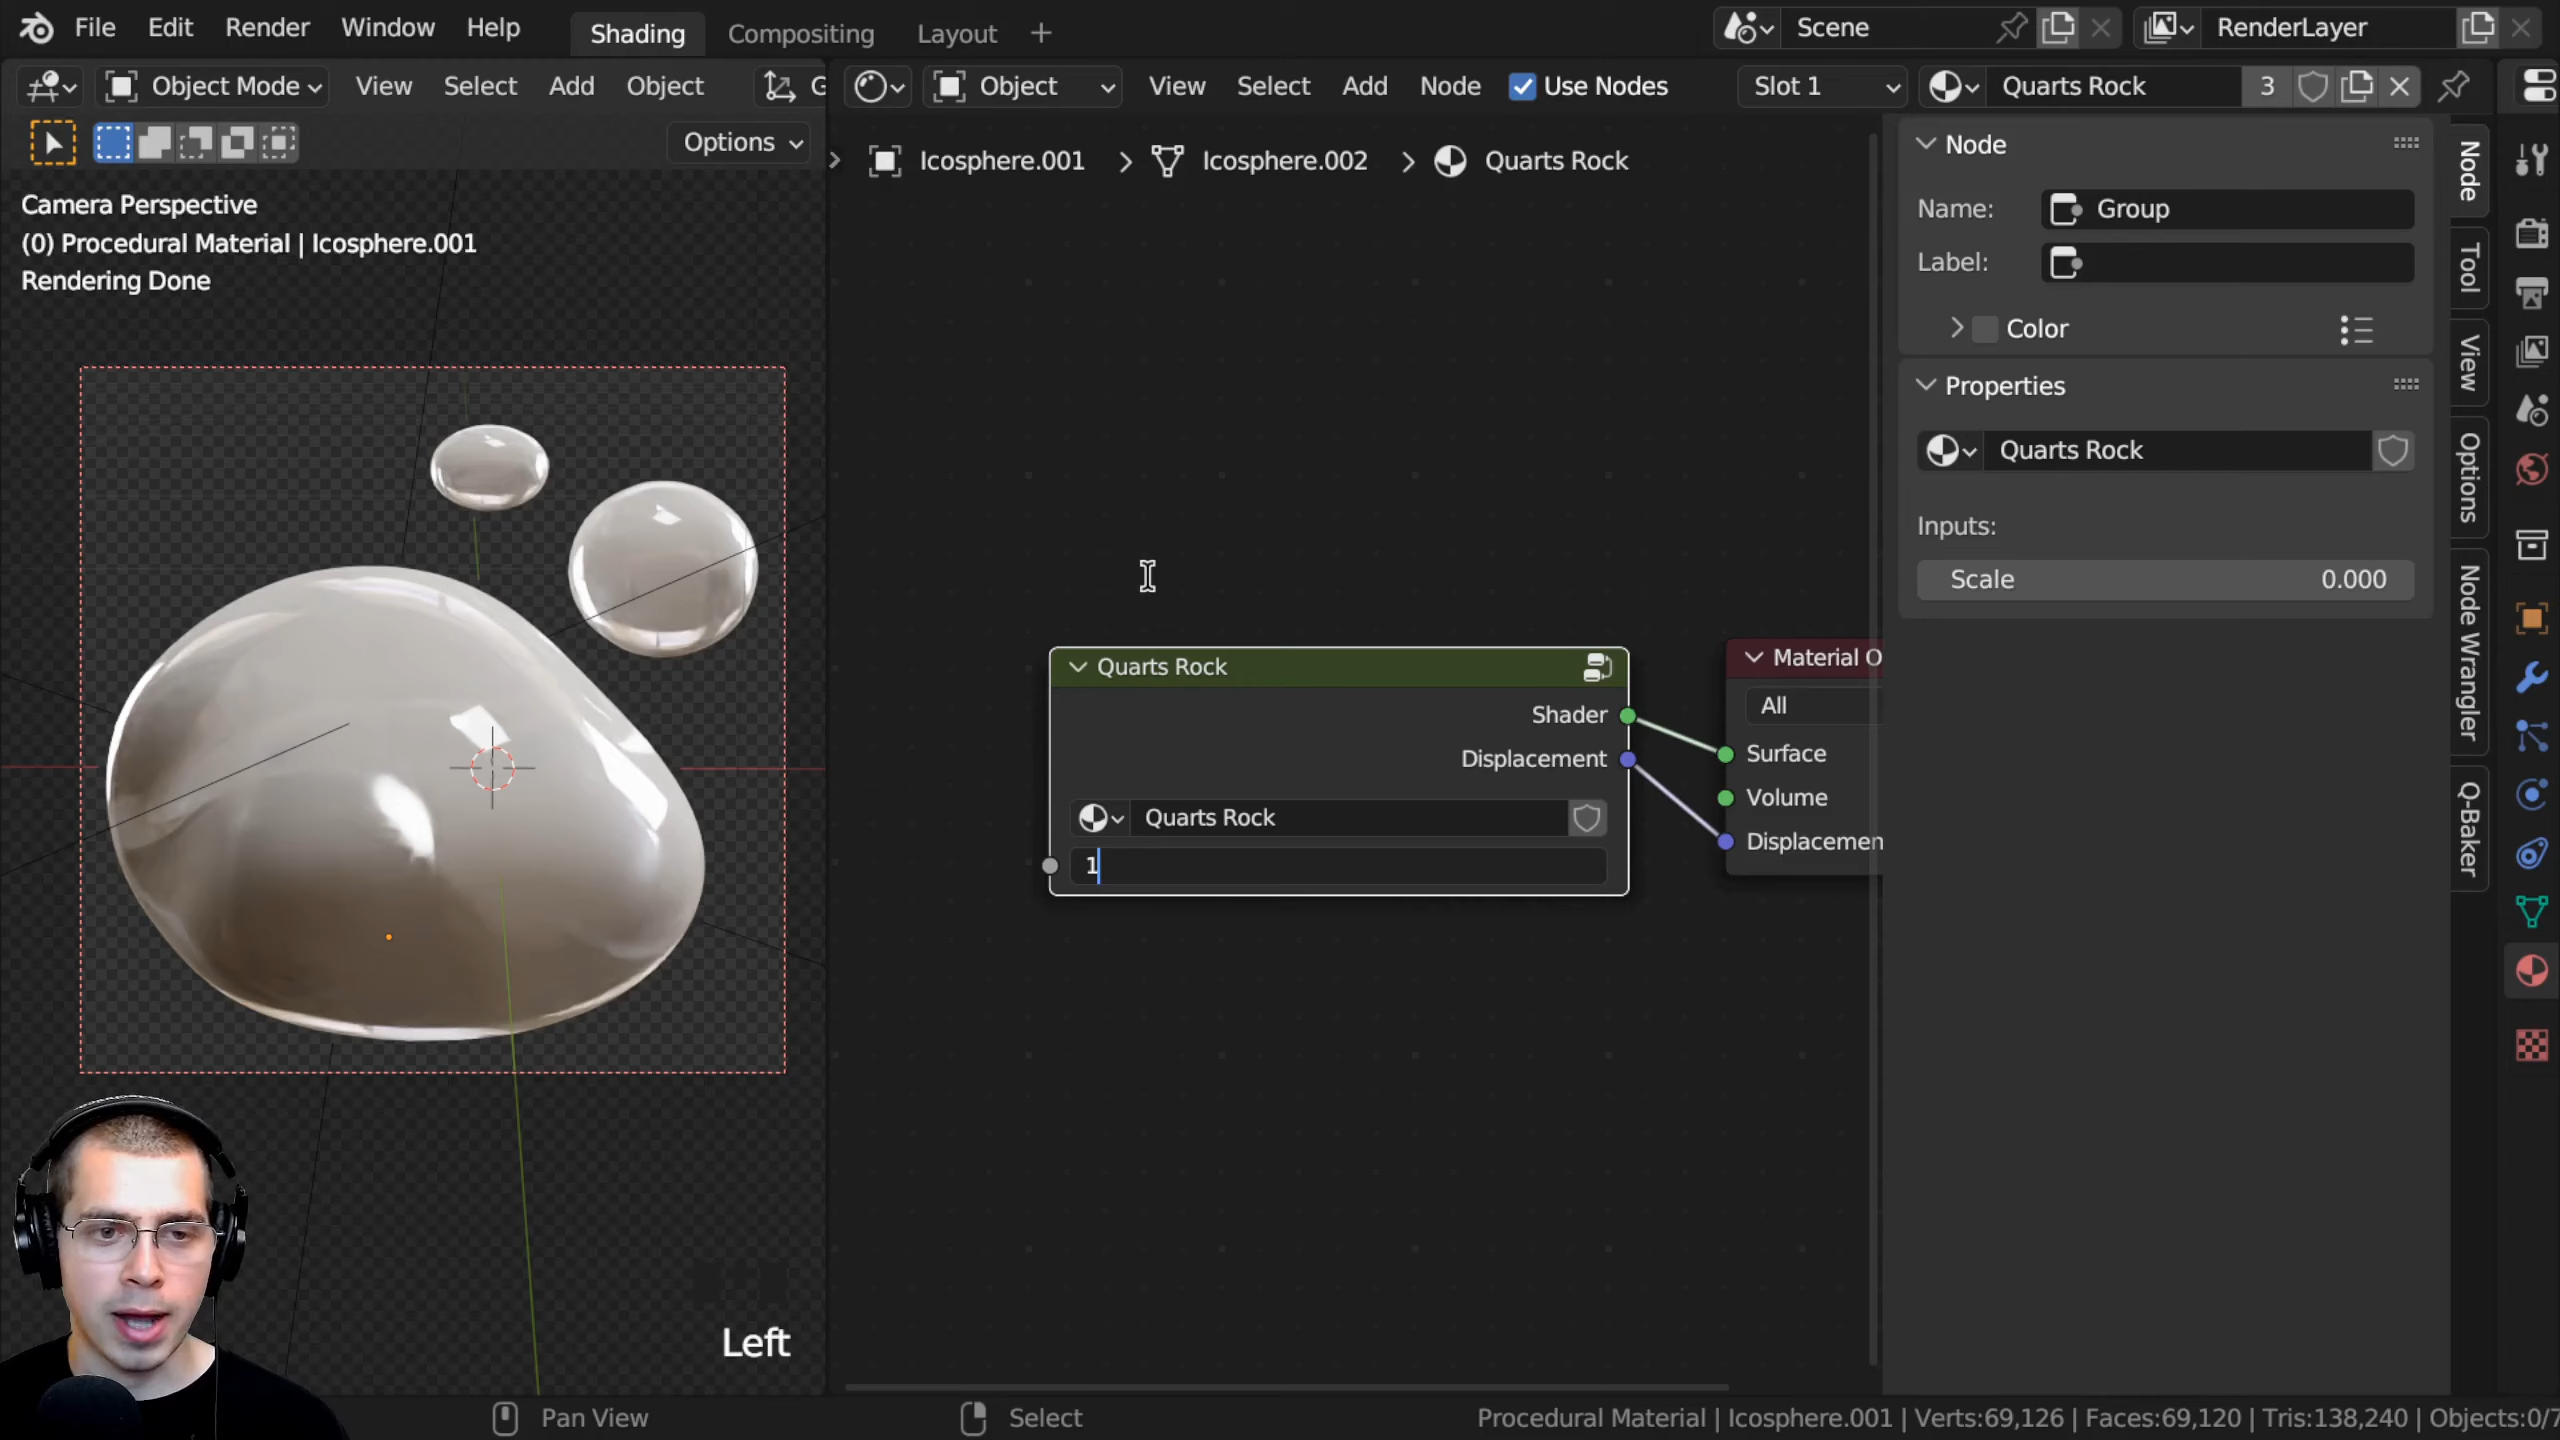 File Edit Render Window Help Shading Compositing Layout + Scene RenderLayer
Object Mode View Select Add Object G Object View Select Add Node Use Nodes Slot 1 Quarts Rock 3
Options
Icosphere.001 > Icosphere.002 > Quarts Rock
Camera Perspective
(0) Procedural Material | Icosphere.001
Rendering Done
Node
Name: Group
Label:
Color
Properties
Quarts Rock
Inputs:
Scale 0.000
Node
Tool
View
Options
Node Wrangler
Q-Baker
Quarts Rock
Shader
Displacement
Quarts Rock
1
Material O
All
Surface
Volume
Displacemen
Left
Pan View Select Procedural Material | Icosphere.001 | Verts:69,126 | Faces:69,120 | Tris:138,240 | Objects:0/7